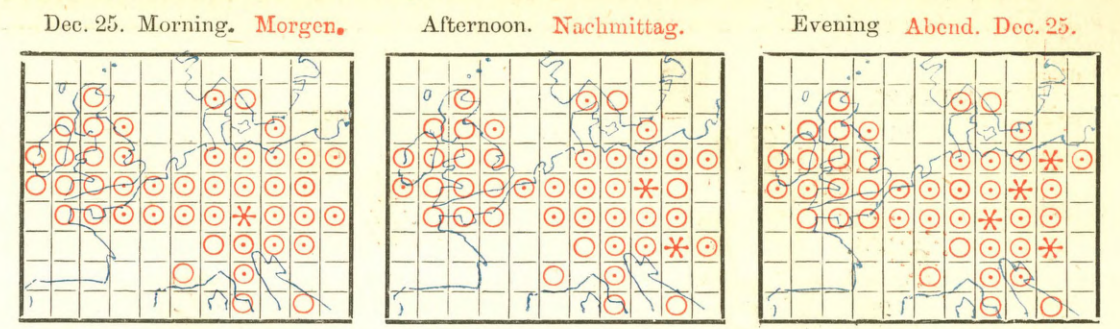 Dec. 25. Morning. Morgen. Afternoon. Nachmittag. Evening Abend. Dec. 25.